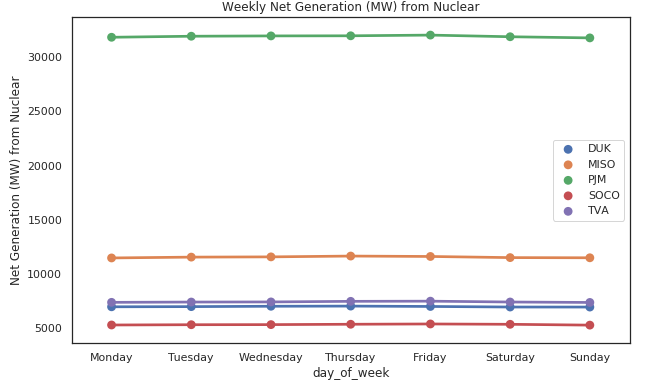 Weekly Net Generation (MW) from Nuclear
Net Generation (MW) from Nuclear
30000
25000
20000
15000
10000
5000
DUK
MISO
PJM
SOCO
TVA
Monday Tuesday Wednesday Thursday Friday Saturday Sunday
day_of_week